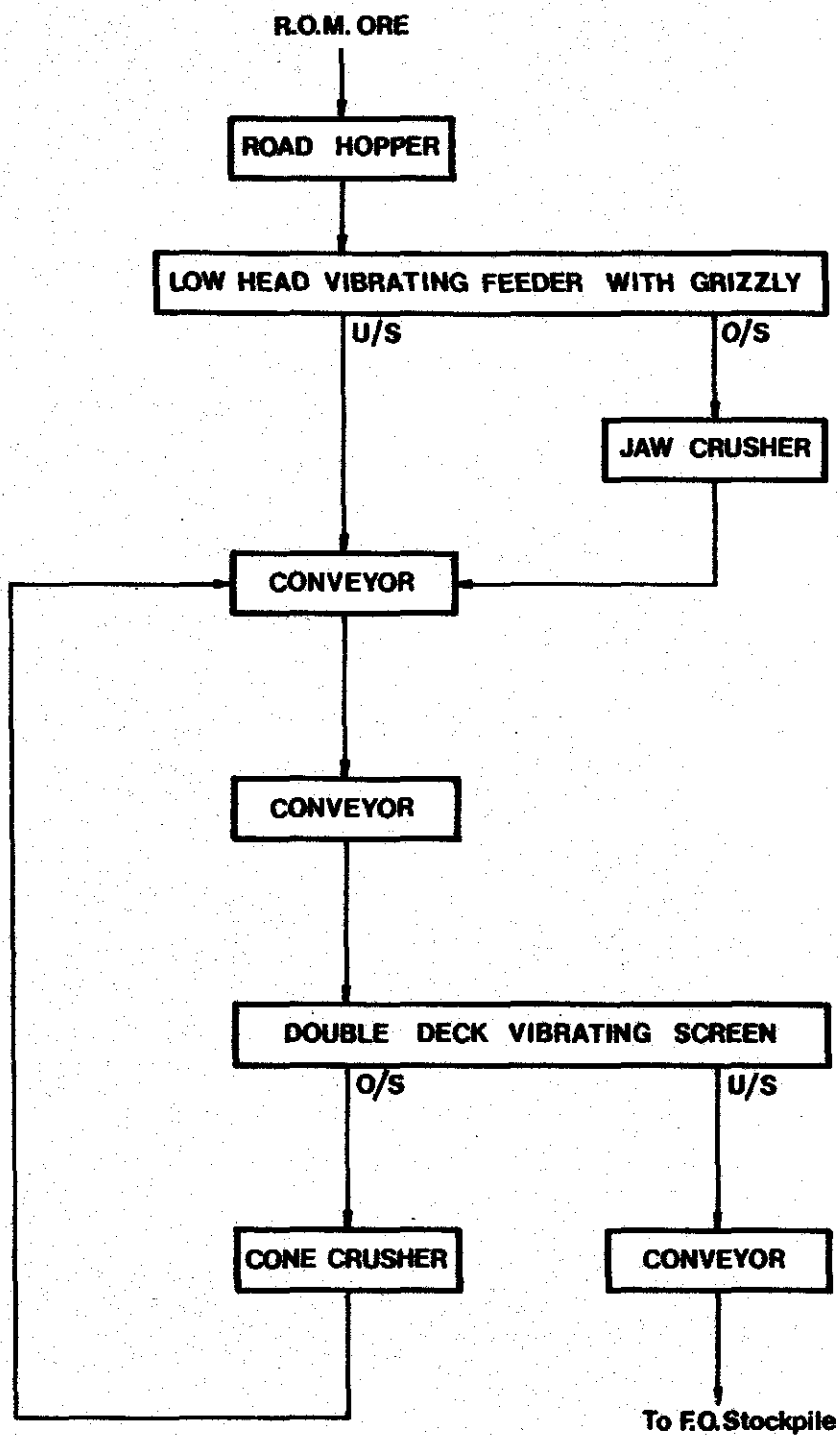 R.O.M. ORE
ROAD HOPPER
LOW HEAD VIBRATING FEEDER WITH GRIZZLY
U/S
O/S
JAW CRUSHER
CONVEYOR
CONVEYOR
DOUBLE DECK VIBRATING SCREEN
O/S
U/S
CONE CRUSHER
CONVEYOR
To F.O. Stockpile